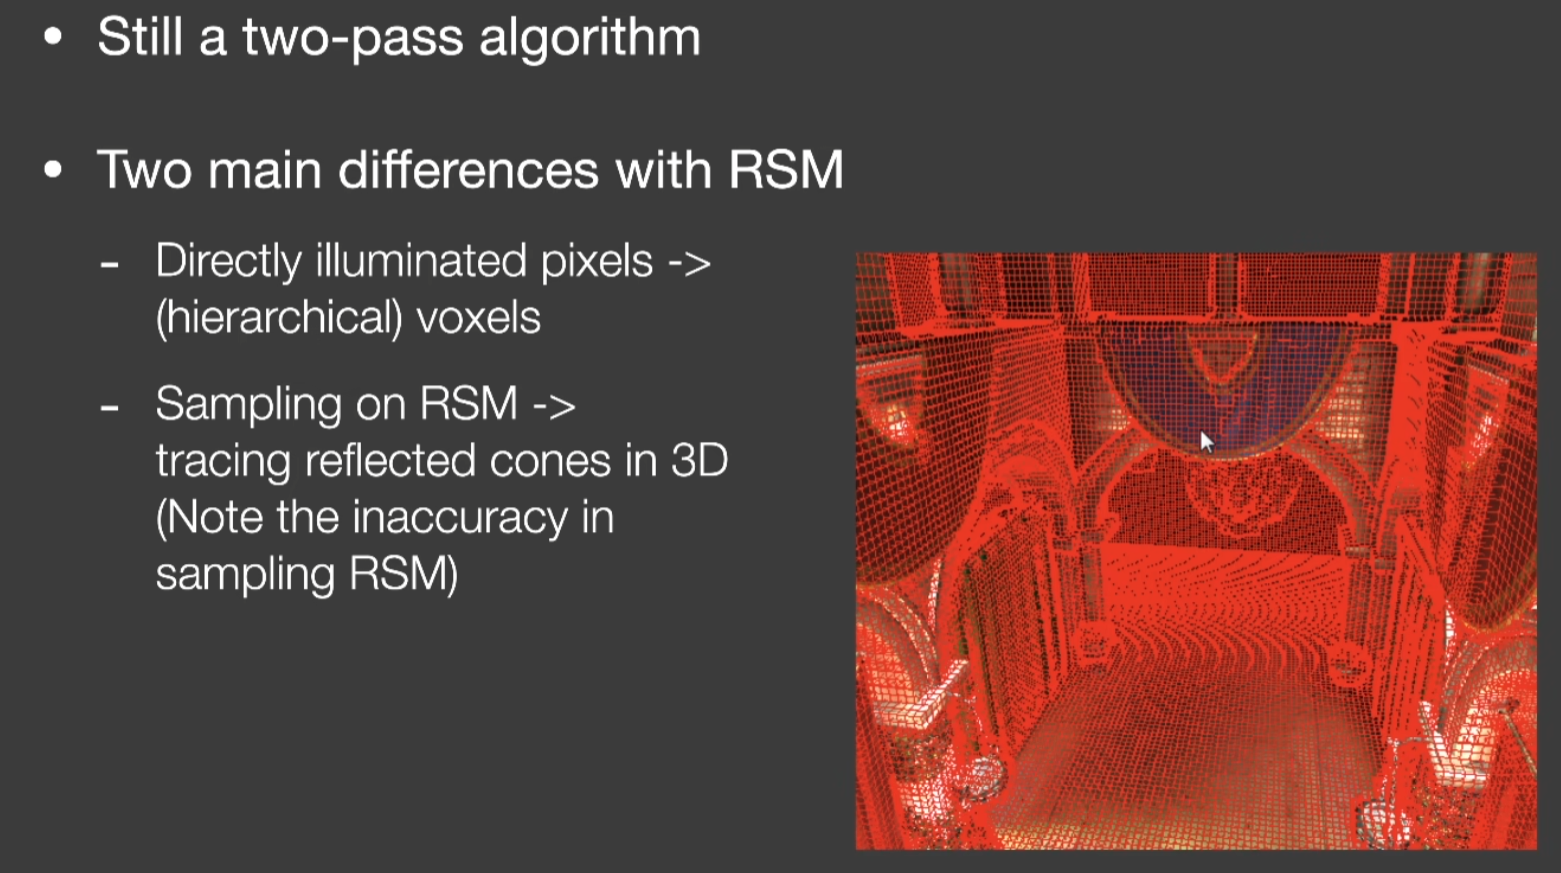 • Still a two-pass algorithm
• Two main differences with RSM
- Directly illuminated pixels ->
(hierarchical) voxels
- Sampling on RSM ->
tracing reflected cones in 3D
(Note the inaccuracy in
sampling RSM)